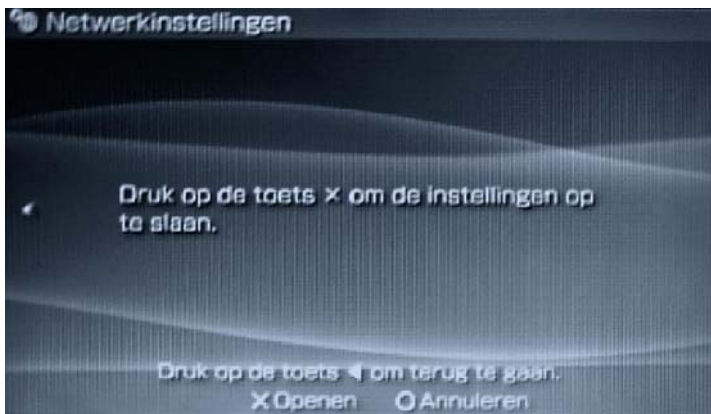 Netwerkinstellingen
Druk op de toets × om de instellingen op
te slaan.
Druk op de toets ◀ om terug te gaan.
×Openen ○Annuleren